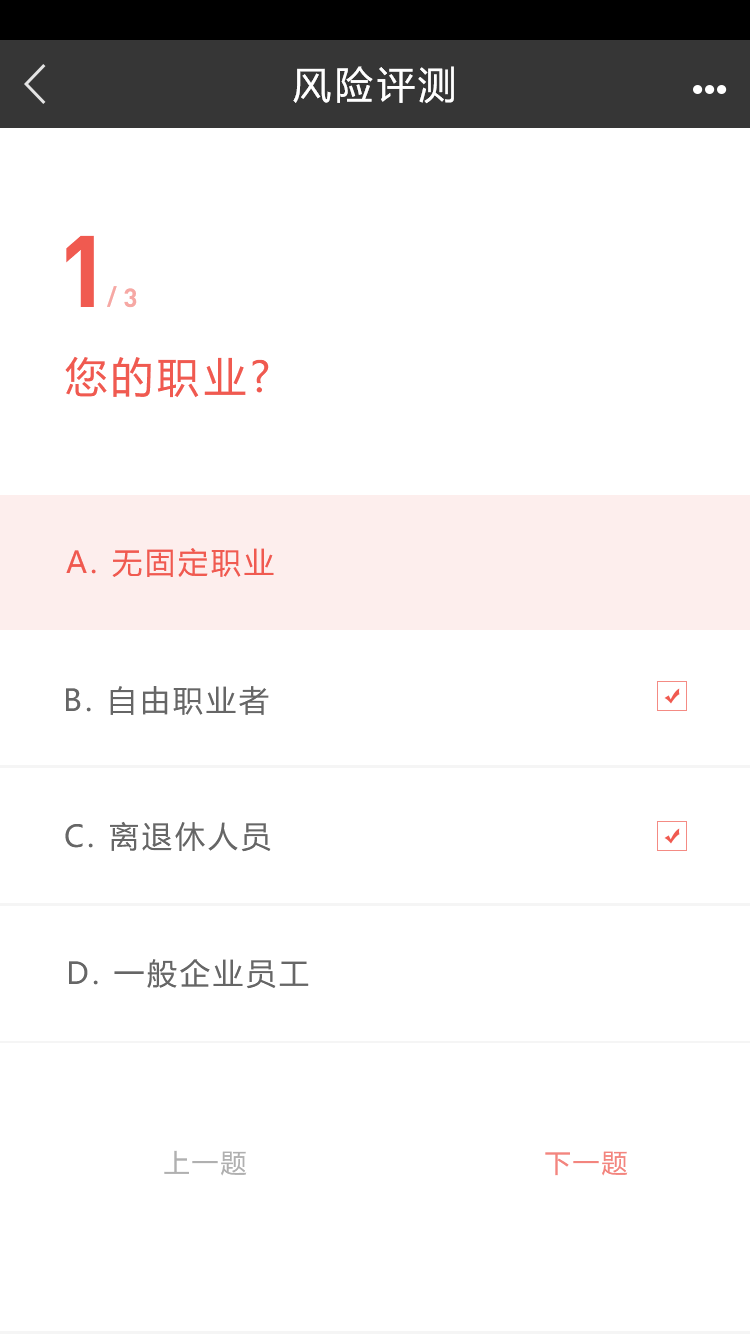 风险评测
1/3
您的职业?
A. 无固定职业
B. 自由职业者
C. 离退休人员
D. 一般企业员工
上一题 下一题